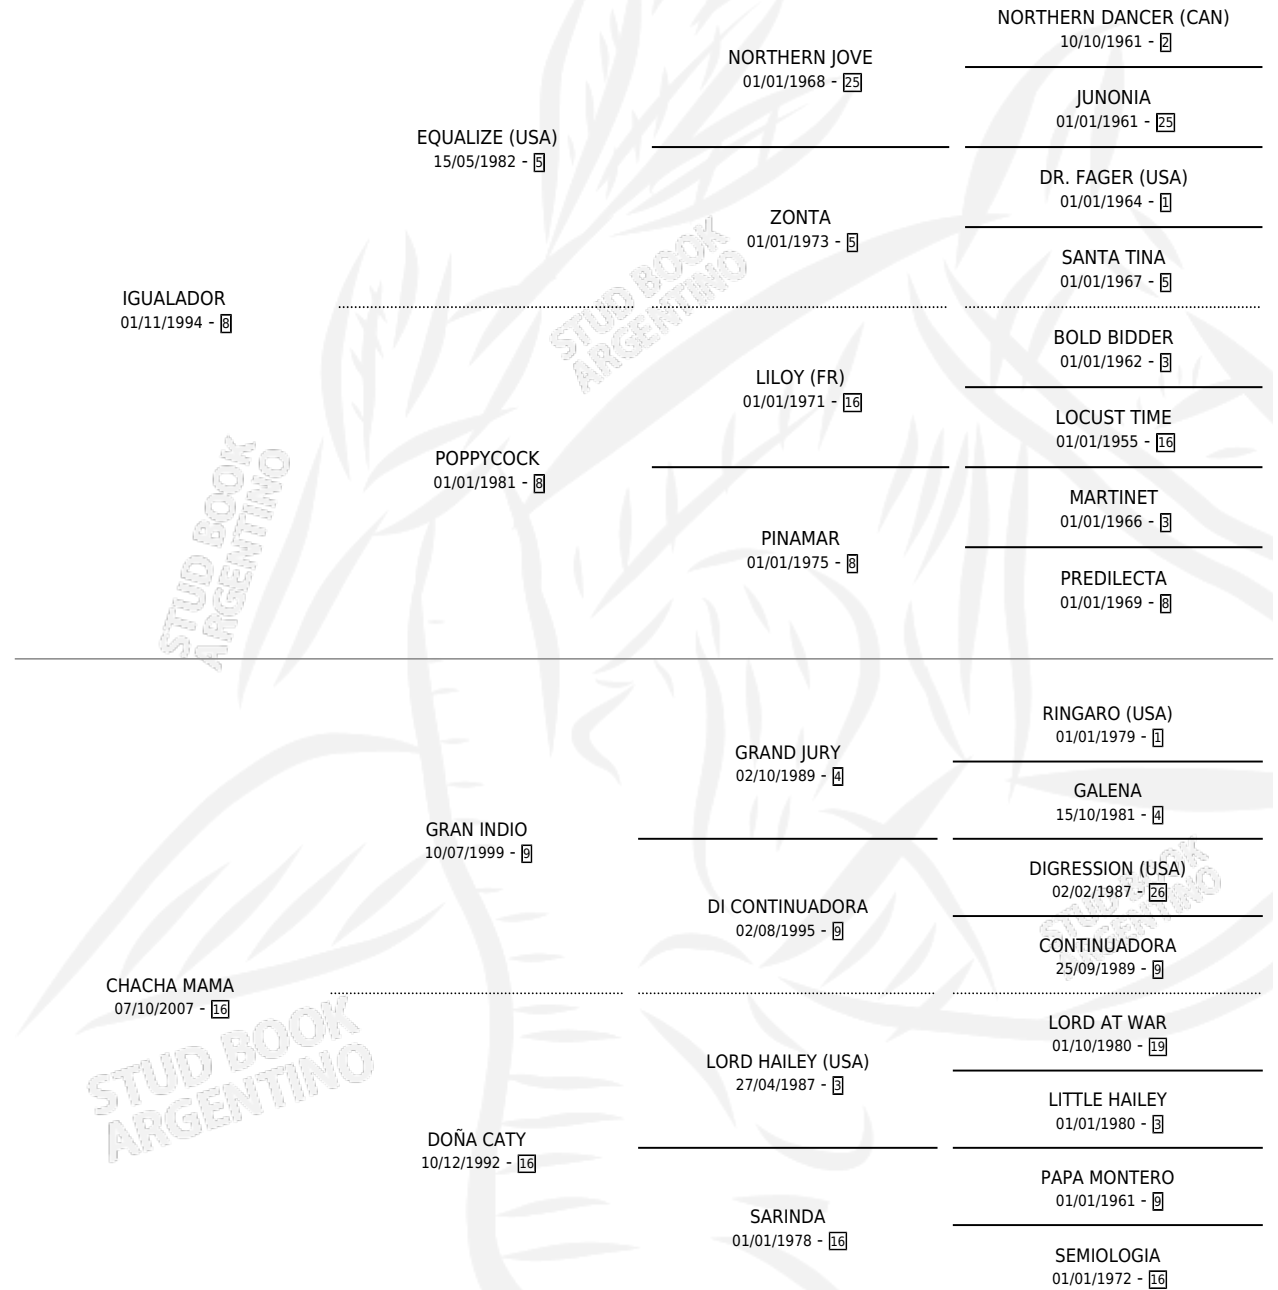 NORTHERN DANCER (CAN)
10/10/1961 - 2
NORTHERN JOVE
01/01/1968 - 25
JUNONIA
01/01/1961 - 25
EQUALIZE (USA)
15/05/1982 - 5
DR. FAGER (USA)
01/01/1964 - 1
ZONTA
01/01/1973 - 5
SANTA TINA
01/01/1967 - 5
IGUALADOR
01/11/1994 - 8
STUD BOOK
ARGENTINO
BOLD BIDDER
01/01/1962 - 3
LILOY (FR)
01/01/1971 - 16
LOCUST TIME
01/01/1955 - 16
POPPYCOCK
01/01/1981 - 8
MARTINET
01/01/1966 - 3
PINAMAR
01/01/1975 - 8
PREDILECTA
01/01/1969 - 8
STUD BOOK
ARGENTINO
RINGARO (USA)
01/01/1979 - 1
GRAND JURY
02/10/1989 - 4
GALENA
15/10/1981 - 4
GRAN INDIO
10/07/1999 - 9
DIGRESSION (USA)
02/02/1987 - 26
DI CONTINUADORA
02/08/1995 - 9
CONTINUADORA
25/09/1989 - 9
STUD BOOK
ARGENTINO
CHACHA MAMA
07/10/2007 - 16
LORD AT WAR
01/10/1980 - 19
LORD HAILEY (USA)
27/04/1987 - 3
LITTLE HAILEY
01/01/1980 - 3
STUD BOOK
ARGENTINO
DOÑA CATY
10/12/1992 - 16
PAPA MONTERO
01/01/1961 - 9
SARINDA
01/01/1978 - 16
SEMIOLOGIA
01/01/1972 - 16